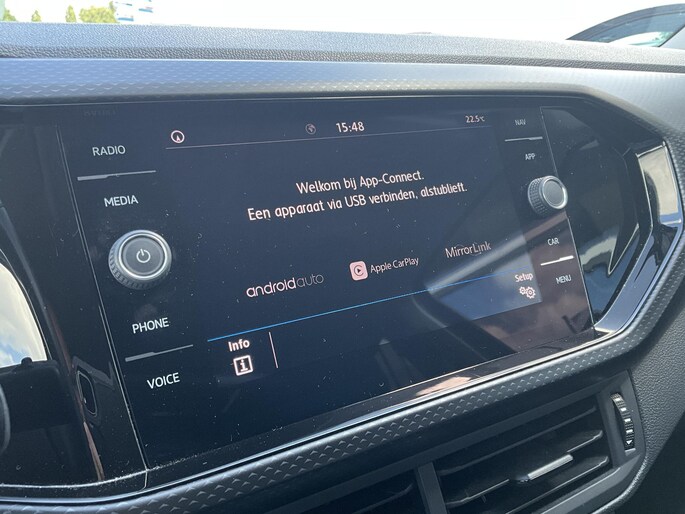 RADIO
MEDIA
PHONE
VOICE
15:48
22.5°C
Welkom bij App-Connect.
Een apparaat via USB verbinden, alstublieft.
androidauto
Apple CarPlay
MirrorLink
Setup
Info
i
NAV
APP
CAR
MENU